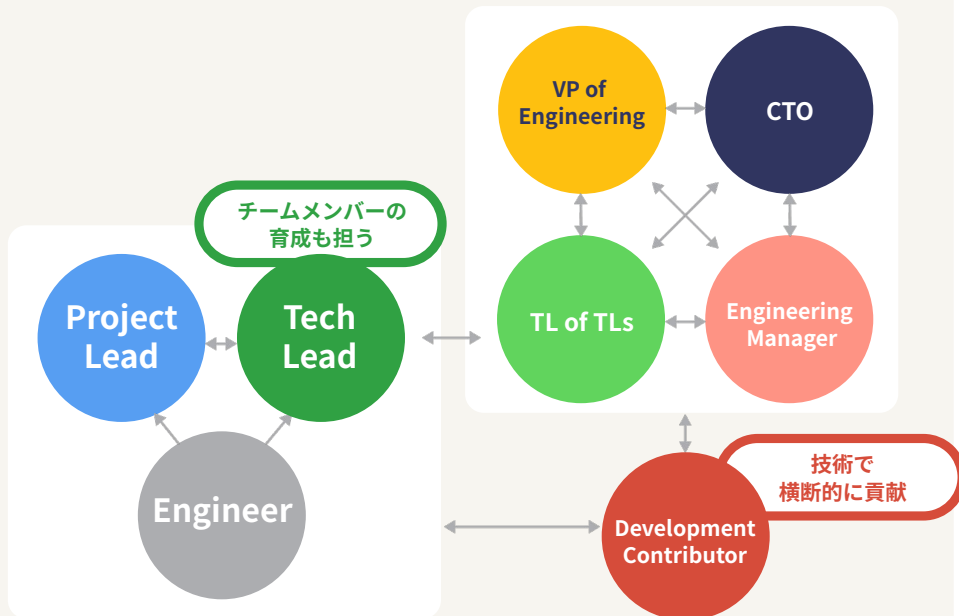 VP of
Engineering
CTO
チームメンバーの
育成も担う
Project
Lead
Tech
Lead
TL of TLs
Engineering
Manager
Engineer
技術で
横断的に貢献
Development
Contributor